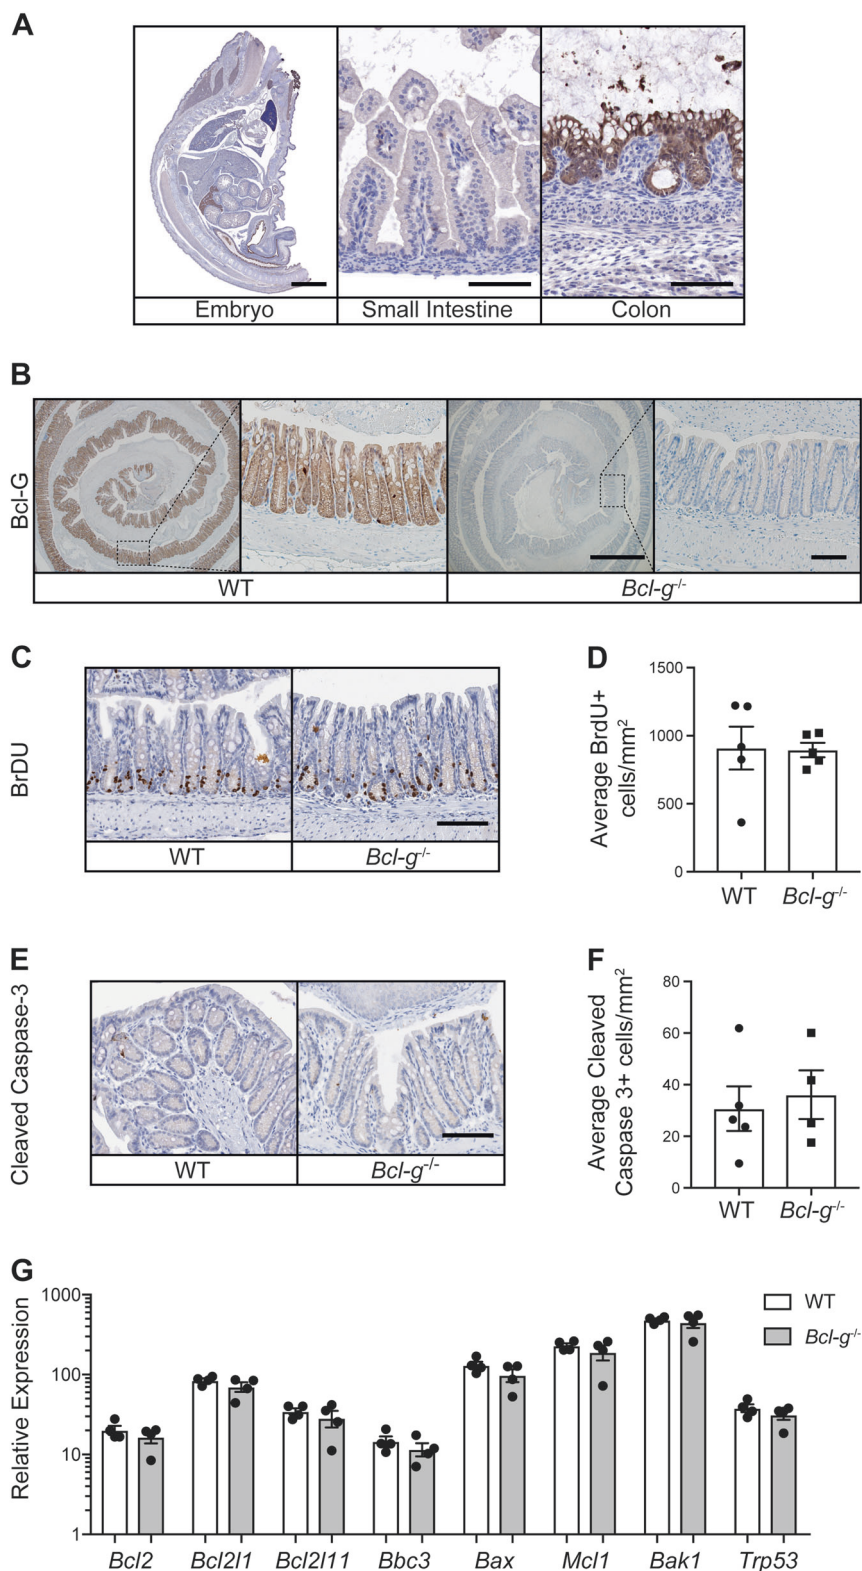 A
Embryo
Small Intestine
Colon
B
Bcl-G
WT
Bcl-g-/-
C
BrDU
WT
Bcl-g-/-
D
Average BrdU+
cells/mm²
1500
1000
500
0
WT
Bcl-g-/-
E
Cleaved Caspase-3
WT
Bcl-g-/-
F
Average Cleaved
Caspase 3+ cells/mm²
80
60
40
20
0
WT
Bcl-g-/-
G
Relative Expression
1000
100
10
1
WT
Bcl-g-/-
Bcl2
Bcl2l1
Bcl2l11
Bbc3
Bax
Mcl1
Bak1
Trp53